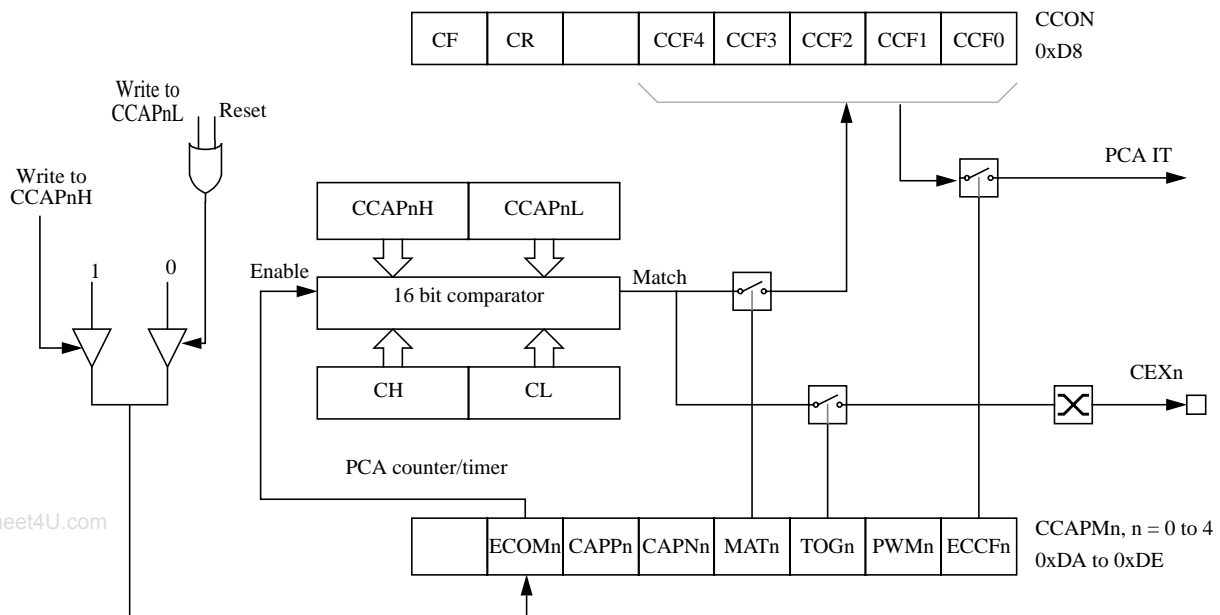 CF CR CCF4 CCF3 CCF2 CCF1 CCF0
CCON
0xD8
Write to
CCAPnL
Reset
Write to
CCAPnH
PCA IT
CCAPnH CCAPnL
1 0
Enable
16 bit comparator
Match
CH CL
CEXn
PCA counter/timer
heet4U.com
ECOMn CAPPn CAPNn MATn TOGn PWMn ECCFn
CCAPMn, n = 0 to 4
0xDA to 0xDE